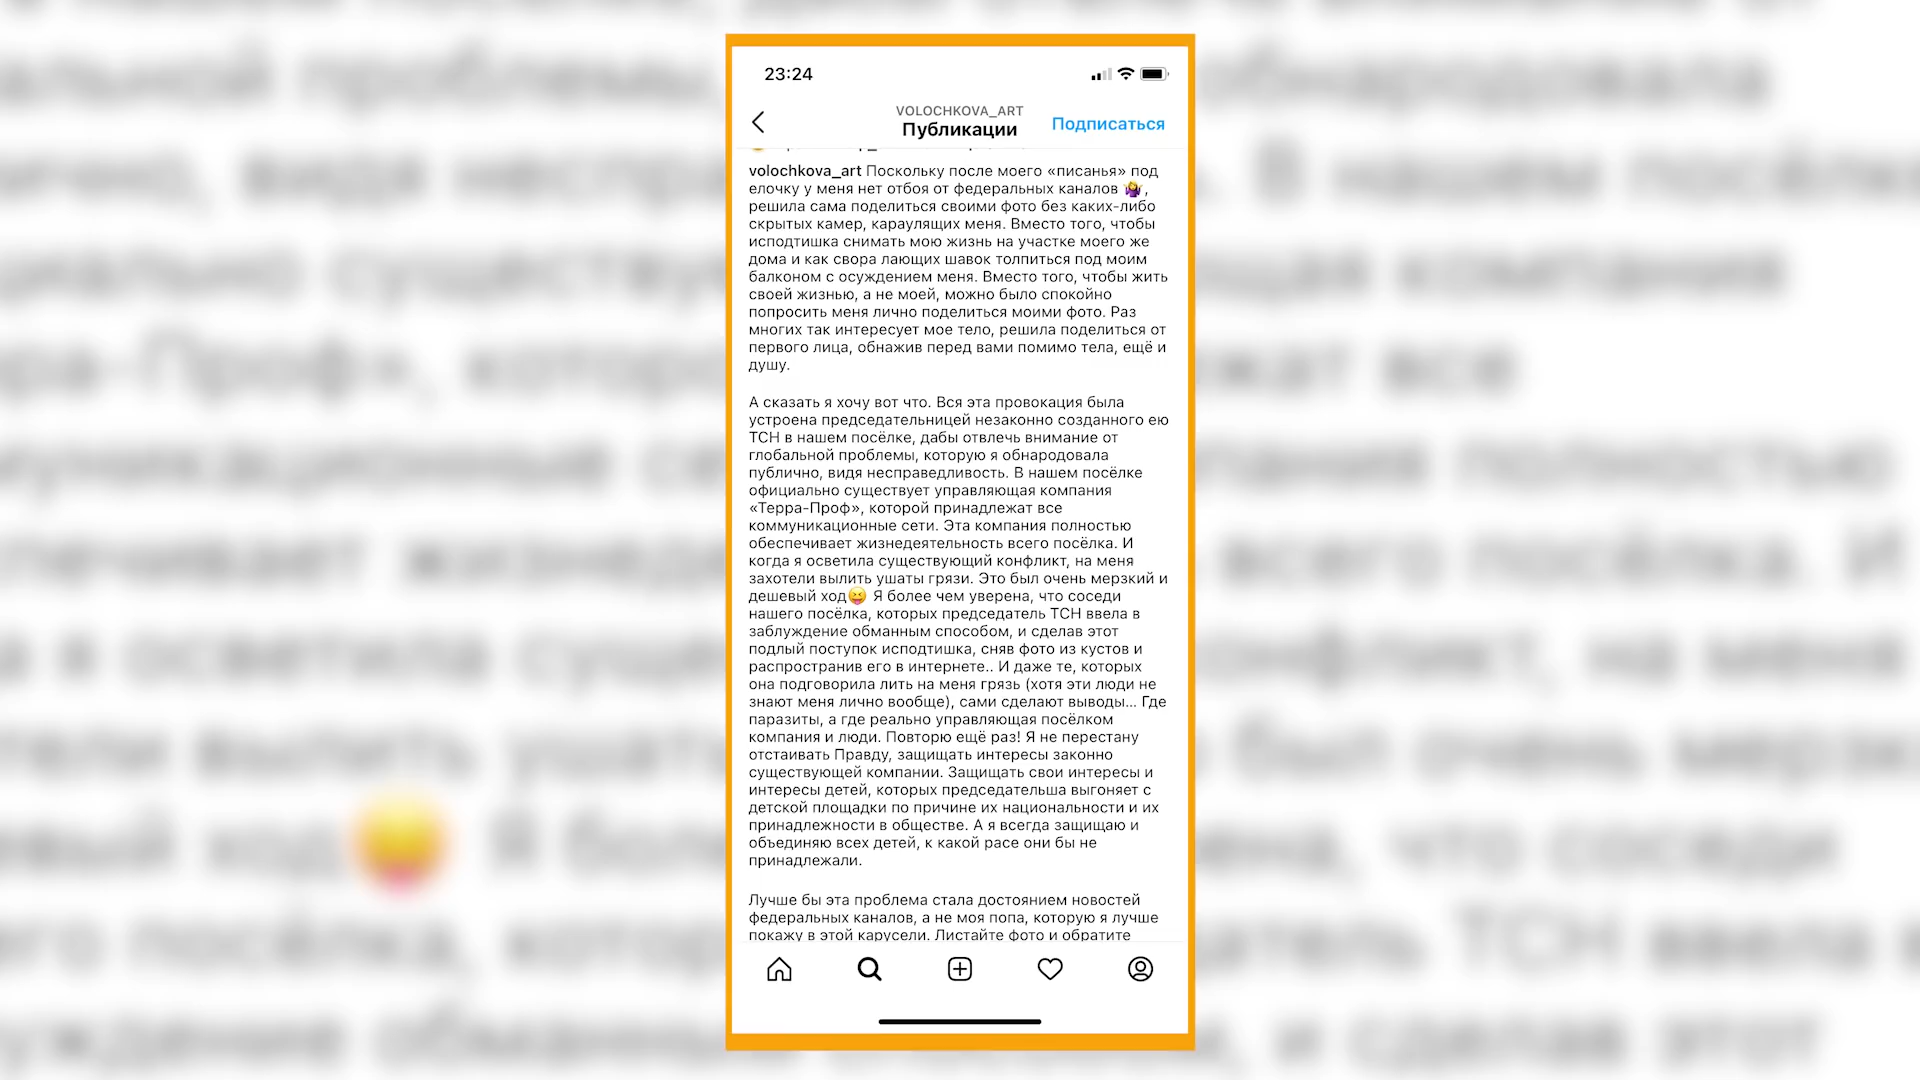 23:24
VOLOCHKOVA_ART
Публикации
Подписаться
volochkova_art Поскольку после моего «писанья» под
елочку у меня нет отбоя от федеральных каналов 🤷‍♀️,
решила сама поделиться своими фото без каких-либо
скрытых камер, караулящих меня. Вместо того, чтобы
исподтишка снимать мою жизнь на участке моего же
дома и как свора лающих шавок толпиться под моим
балконом с осуждением меня. Вместо того, чтобы жить
своей жизнью, а не моей, можно было спокойно
попросить меня лично поделиться моими фото. Раз
многих так интересует мое тело, решила поделиться от
первого лица, обнажив перед вами помимо тела, ещё и
душу.
А сказать я хочу вот что. Вся эта провокация была
устроена председательницей незаконно созданного ею
ТСН в нашем посёлке, дабы отвлечь внимание от
глобальной проблемы, которую я обнародовала
публично, видя несправедливость. В нашем посёлке
официально существует управляющая компания
«Терра-Проф», которой принадлежат все
коммуникационные сети. Эта компания полностью
обеспечивает жизнедеятельность всего посёлка. И
когда я осветила существующий конфликт, на меня
захотели вылить ушаты грязи. Это был очень мерзкий и
дешевый ход😝 Я более чем уверена, что соседи
нашего посёлка, которых председатель ТСН ввела в
заблуждение обманным способом, и сделав этот
подлый поступок исподтишка, сняв фото из кустов и
распространив его в интернете.. И даже те, которых
она подговорила лить на меня грязь (хотя эти люди не
знают меня лично вообще), сами сделают выводы... Где
паразиты, а где реально управляющая посёлком
компания и люди. Повторю ещё раз! Я не перестану
отстаивать Правду, защищать интересы законно
существующей компании. Защищать свои интересы и
интересы детей, которых председательша выгоняет с
детской площадки по причине их национальности и их
принадлежности в обществе. А я всегда защищаю и
объединяю всех детей, к какой расе они бы не
принадлежали.
Лучше бы эта проблема стала достоянием новостей
федеральных каналов, а не моя попа, которую я лучше
покажу в этой карусели. Листайте фото и обратите